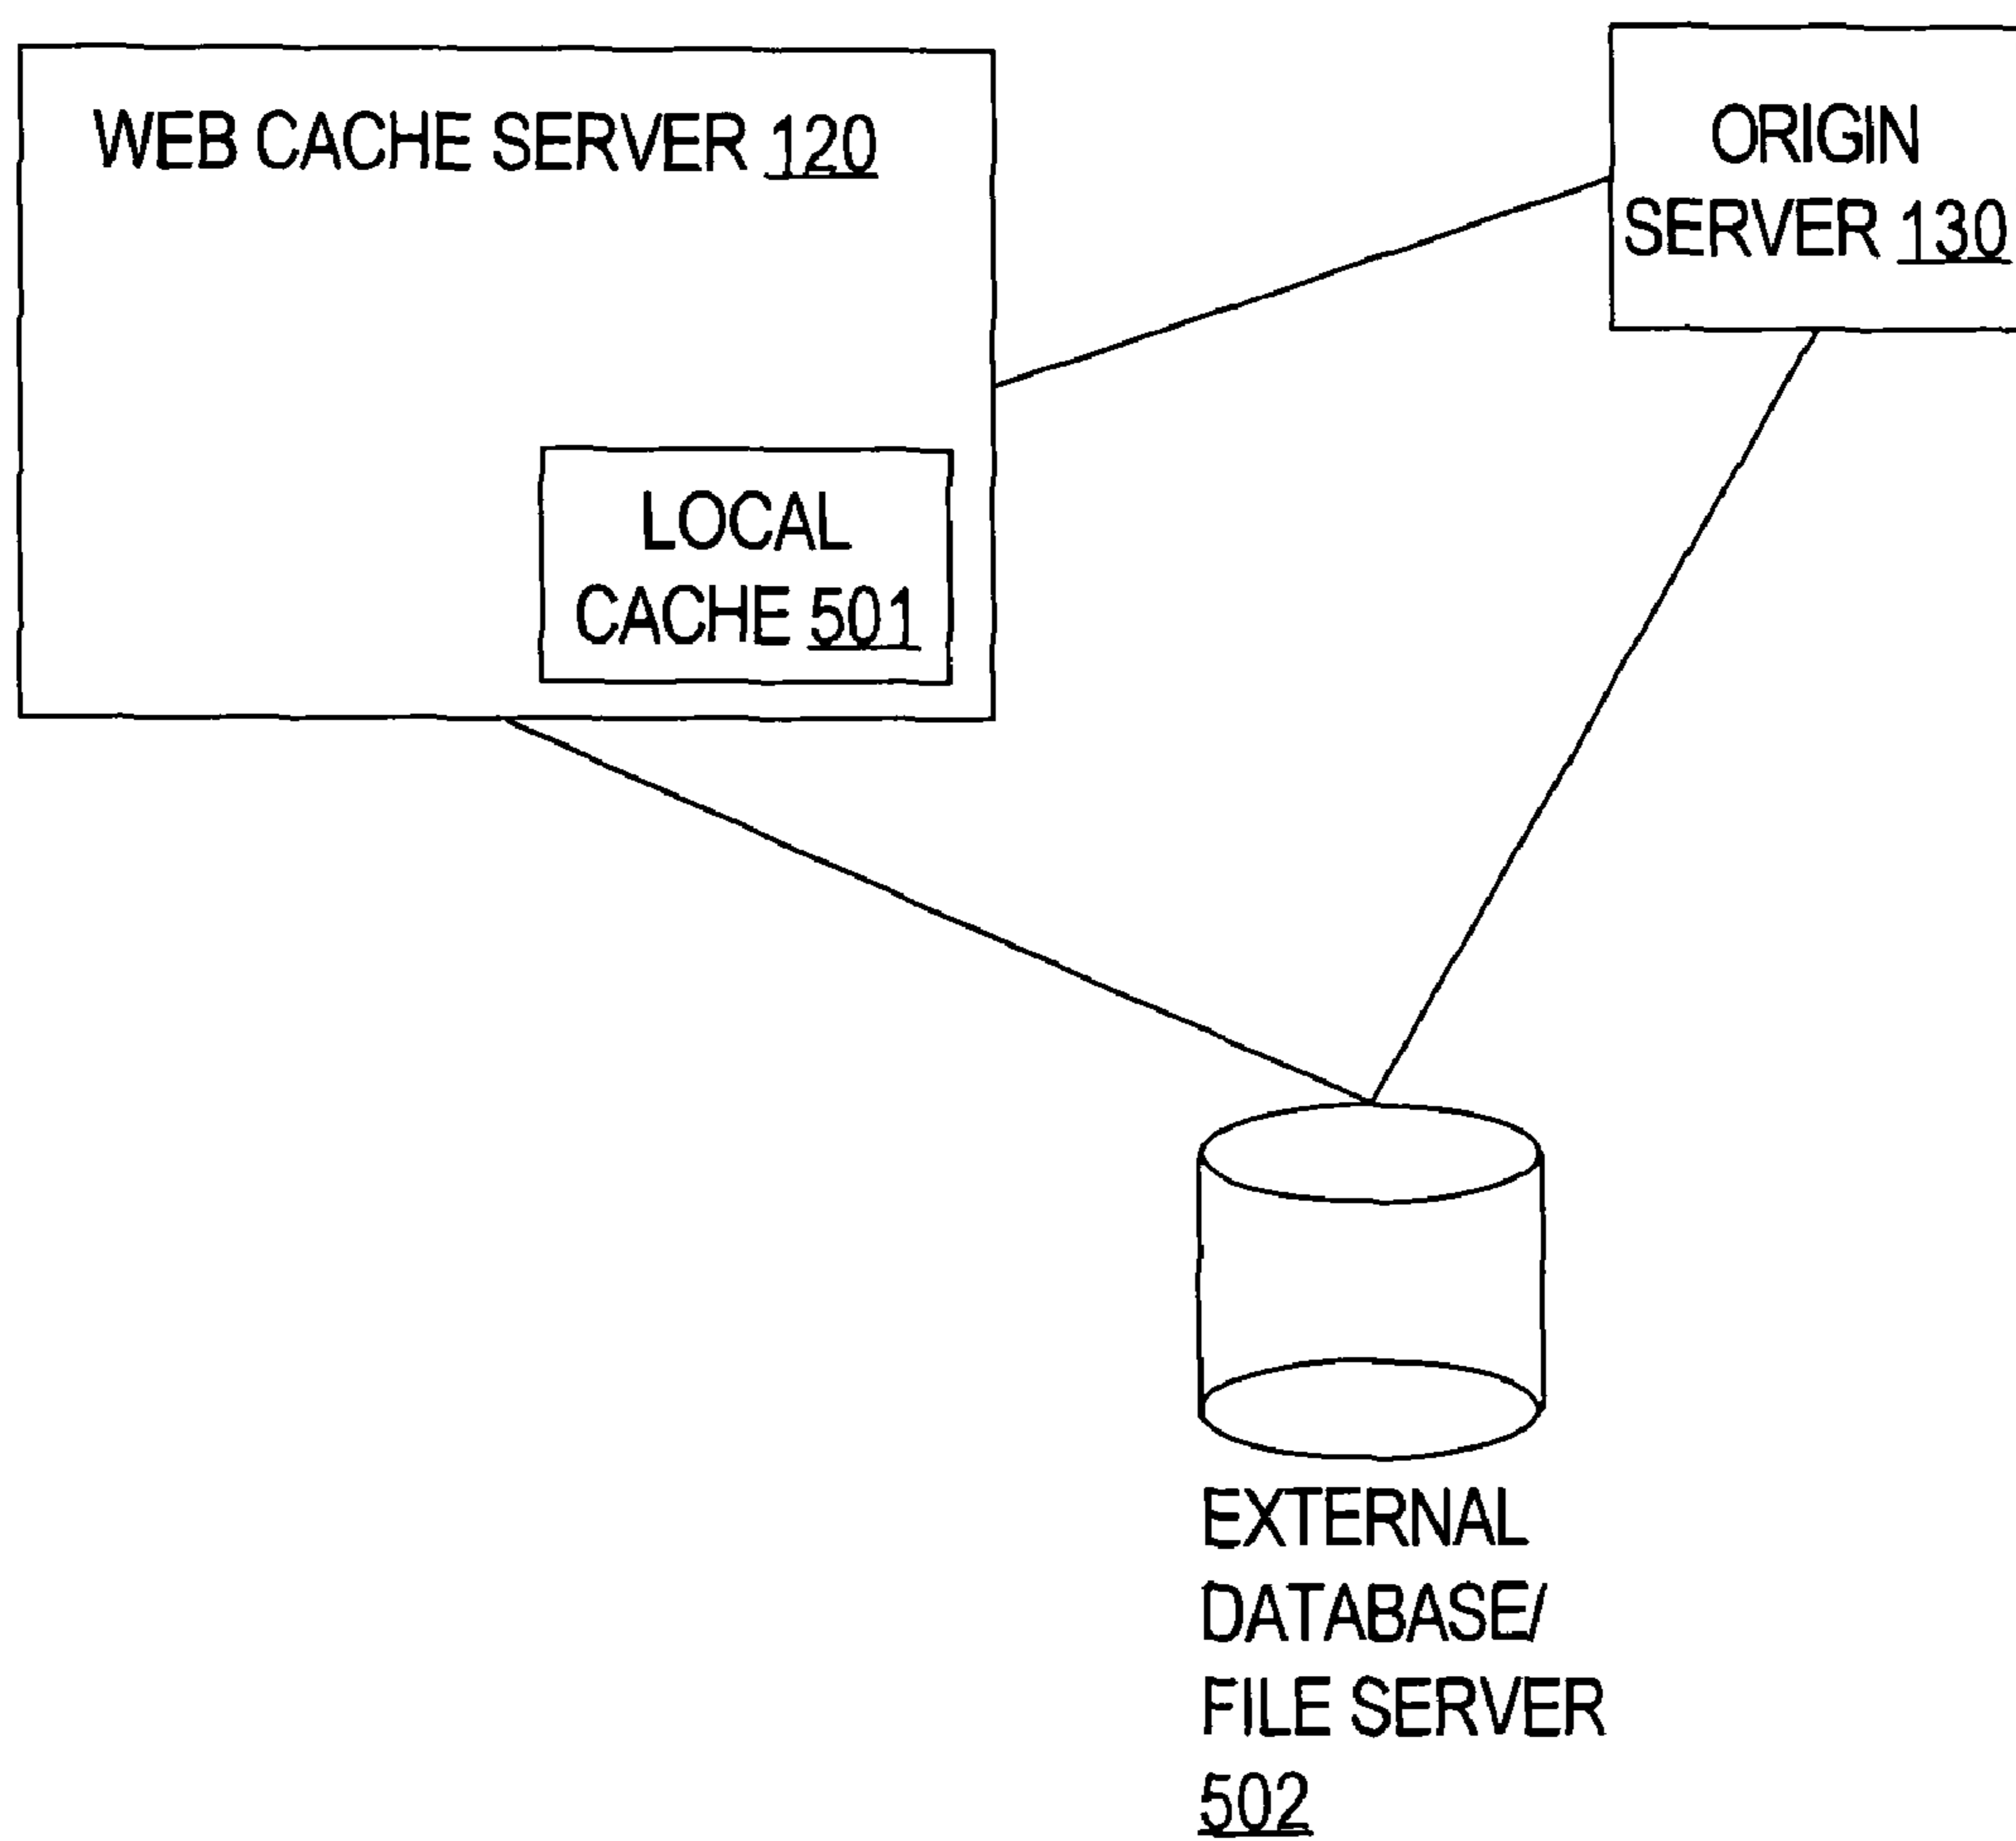 WEB CACHE SERVER 120
ORIGIN
SERVER 130
LOCAL
CACHE 501
EXTERNAL
DATABASE/
FILE SERVER
502